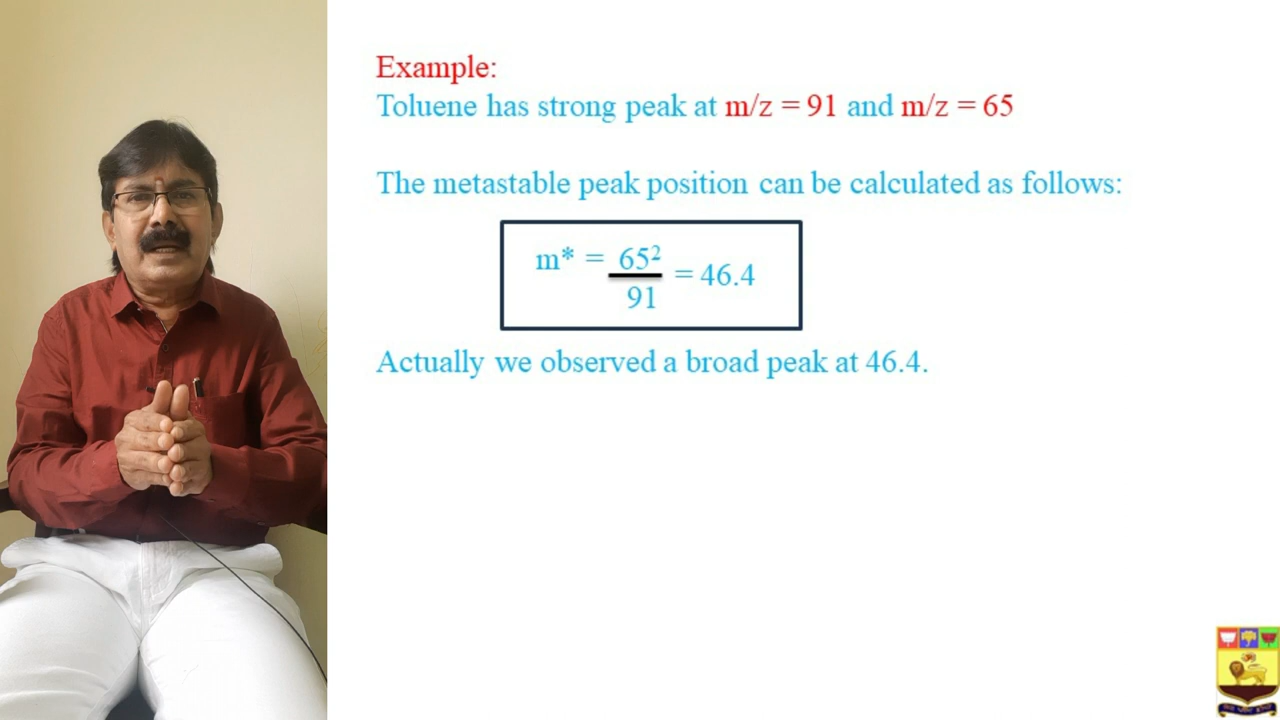 Example:
Toluene has strong peak at m/z = 91 and m/z = 65
The metastable peak position can be calculated as follows:
m* = 65²
91
= 46.4
Actually we observed a broad peak at 46.4.